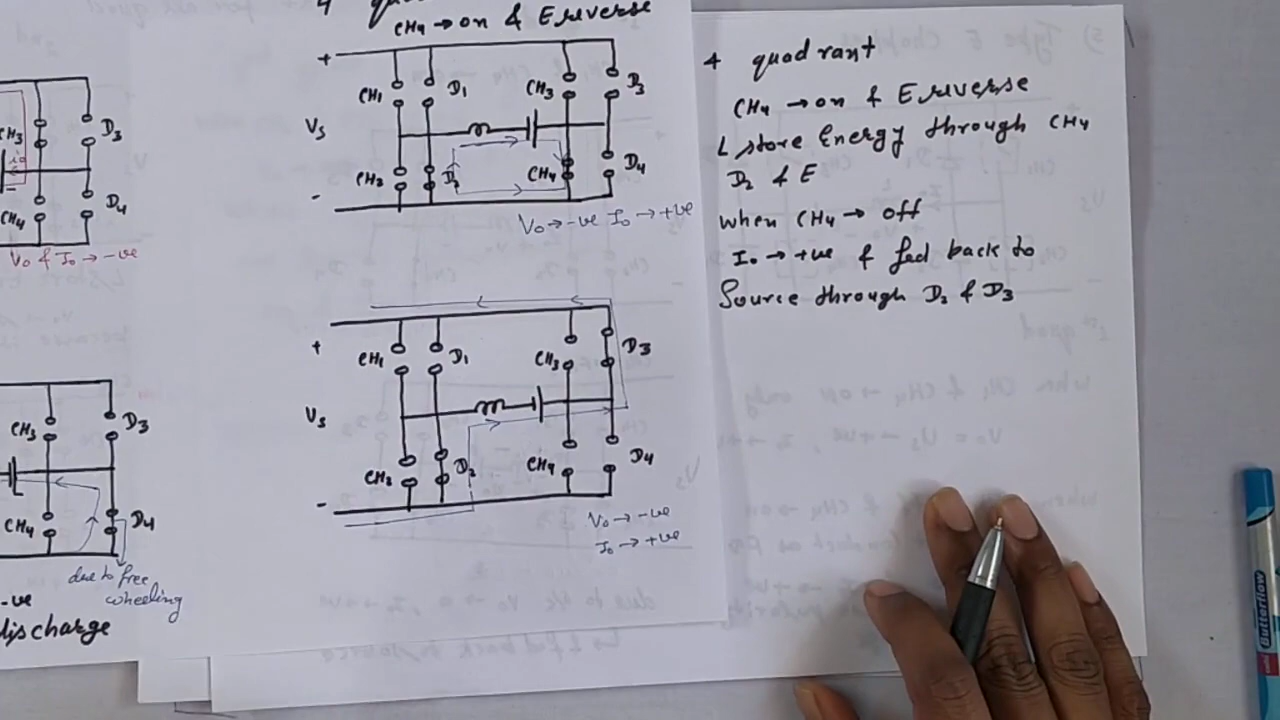 CH3
D3
CH4
D4
Vo & Io → -ve
CH3
D3
CH4
D4
due to free
wheeling
-ve
discharge
4
CH4 → on & E reverse
+
CH1
D1
CH3
D3
Vs
CH2
D2
CH4
D4
-
Vo → -ve Io → +ve
+
CH1
D1
CH3
D3
Vs
CH2
D2
CH4
D4
-
Vo → -ve
Io → +ve
4 quadrant
CH4 → on & E reverse
L store Energy through CH4
D2 & E
when CH4 → off
Io → +ve & fed back to
Source through D2 & D3
Butterflow